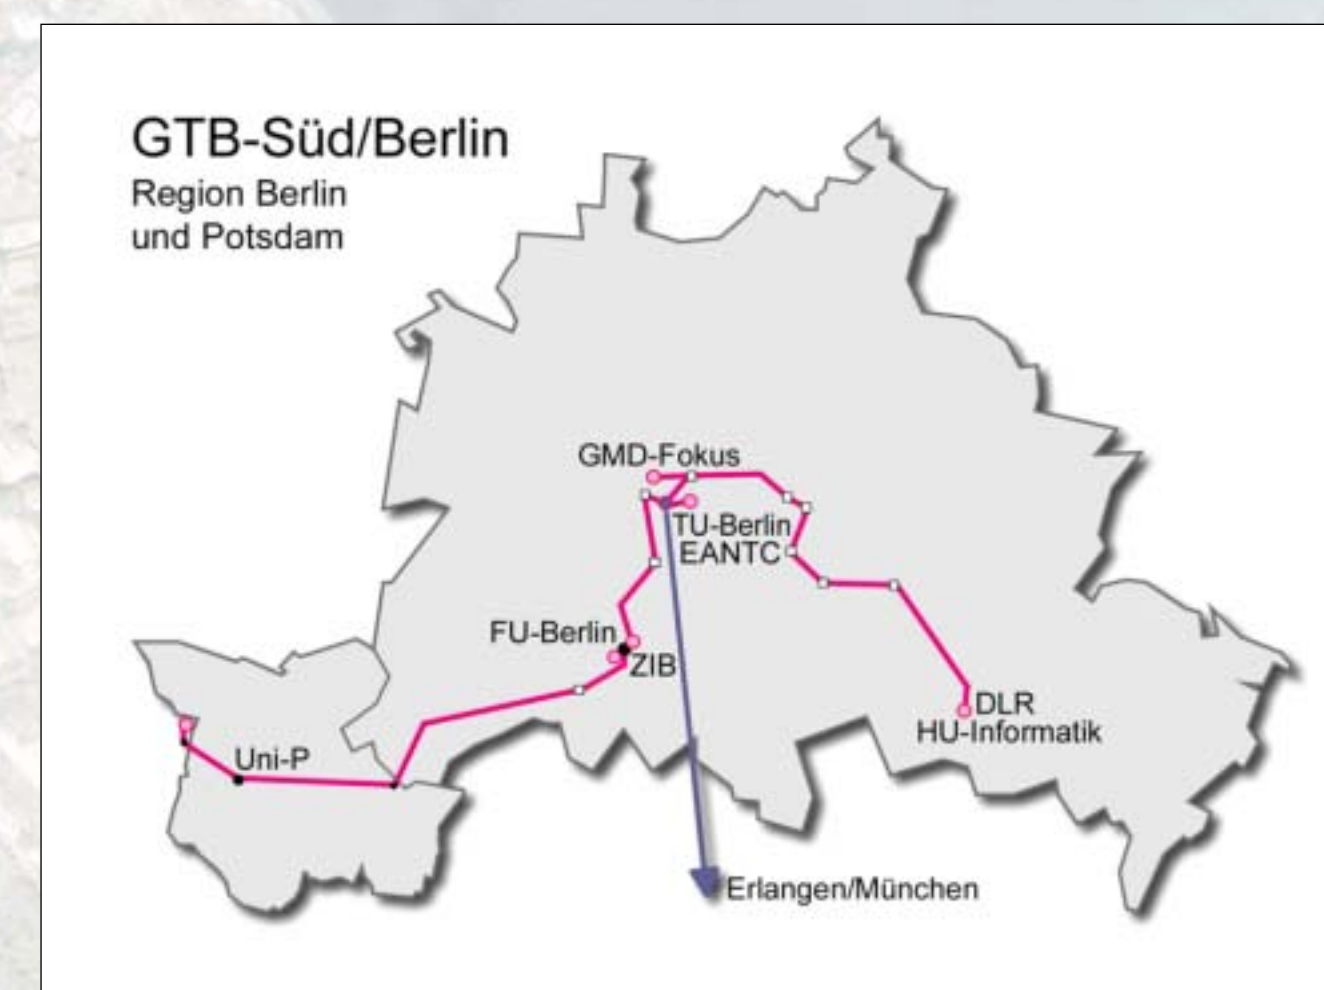 GTB-Süd/Berlin
Region Berlin
und Potsdam
GMD-Fokus
TU-Berlin
EANTC
FU-Berlin
ZIB
DLR
HU-Informatik
Uni-P
Erlangen/München